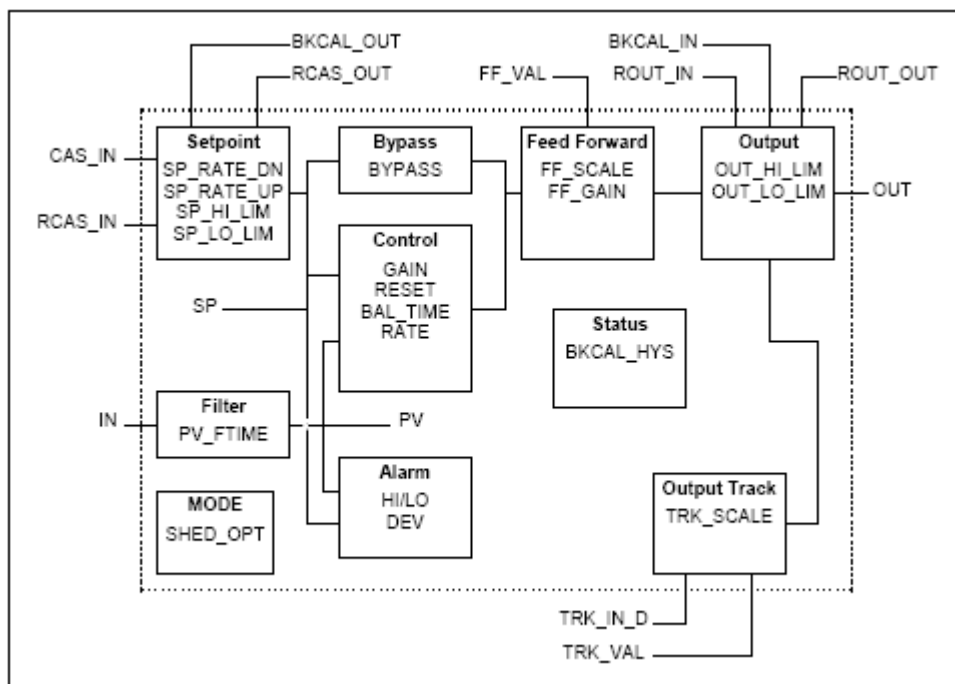 BKCAL_OUT
BKCAL_IN
RCAS_OUT
FF_VAL
ROUT_IN
ROUT_OUT
CAS_IN
RCAS_IN
Setpoint
SP_RATE_DN
SP_RATE_UP
SP_HI_LIM
SP_LO_LIM
Bypass
BYPASS
Feed Forward
FF_SCALE
FF_GAIN
Output
OUT_HI_LIM
OUT_LO_LIM
OUT
Control
GAIN
RESET
BAL_TIME
RATE
SP
Status
BKCAL_HYS
IN
Filter
PV_FTIME
PV
Alarm
HI/LO
DEV
MODE
SHED_OPT
Output Track
TRK_SCALE
TRK_IN_D
TRK_VAL